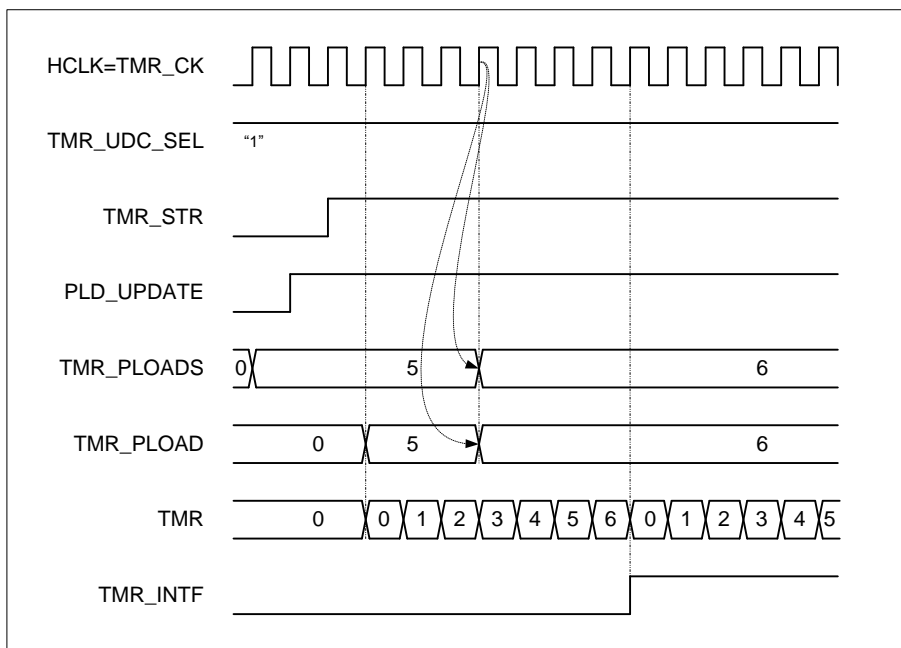 HCLK=TMR_CK
TMR_UDC_SEL “1”
TMR_STR
PLD_UPDATE
TMR_PLOADS 0 5 6
TMR_PLOAD 0 5 6
TMR 0 0 1 2 3 4 5 6 0 1 2 3 4 5
TMR_INTF